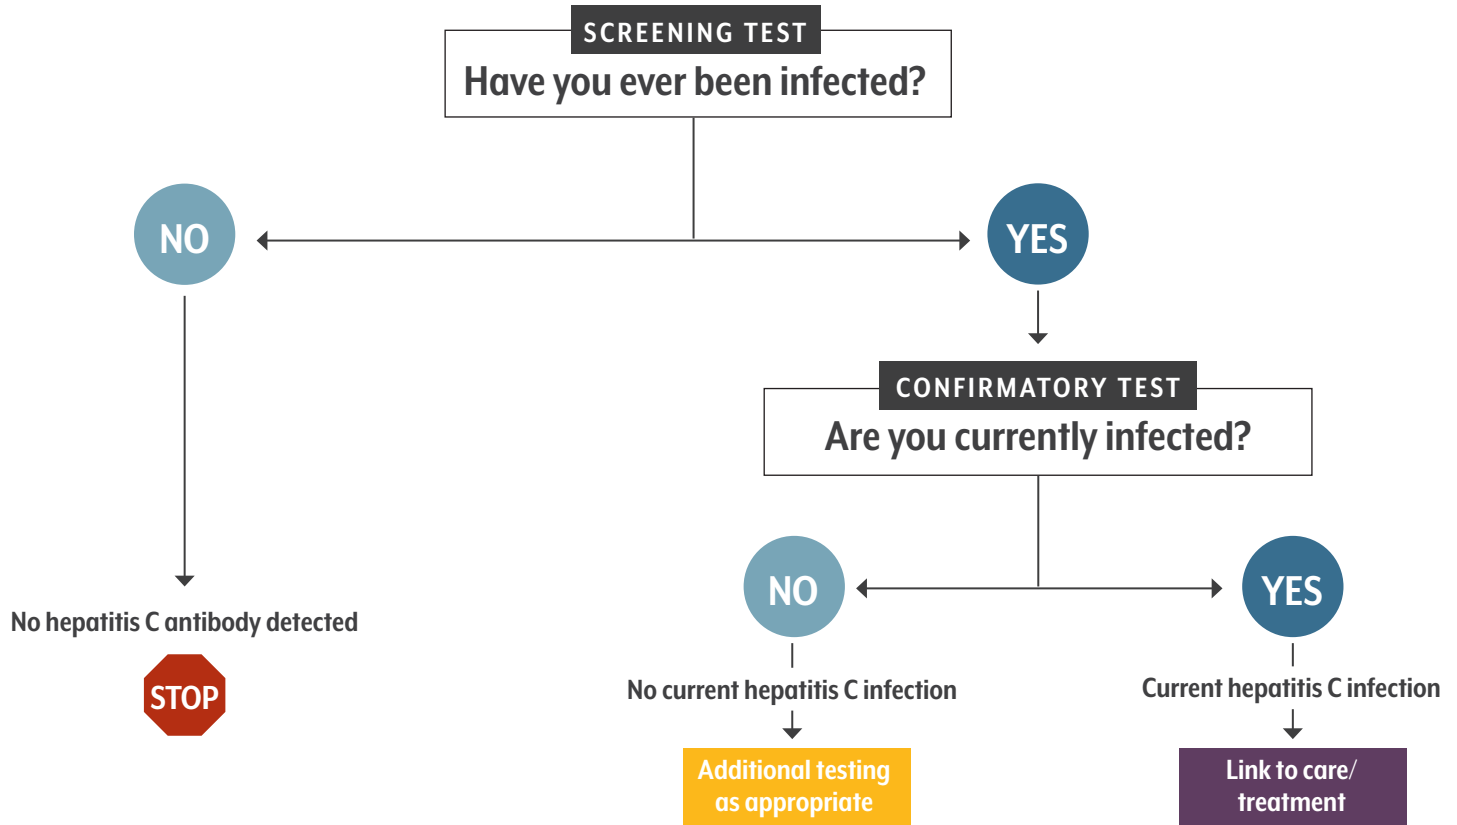 SCREENING TEST
Have you ever been infected?
NO
YES
CONFIRMATORY TEST
Are you currently infected?
NO
YES
No hepatitis C antibody detected
STOP
No current hepatitis C infection
Current hepatitis C infection
Additional testing
as appropriate
Link to care/
treatment